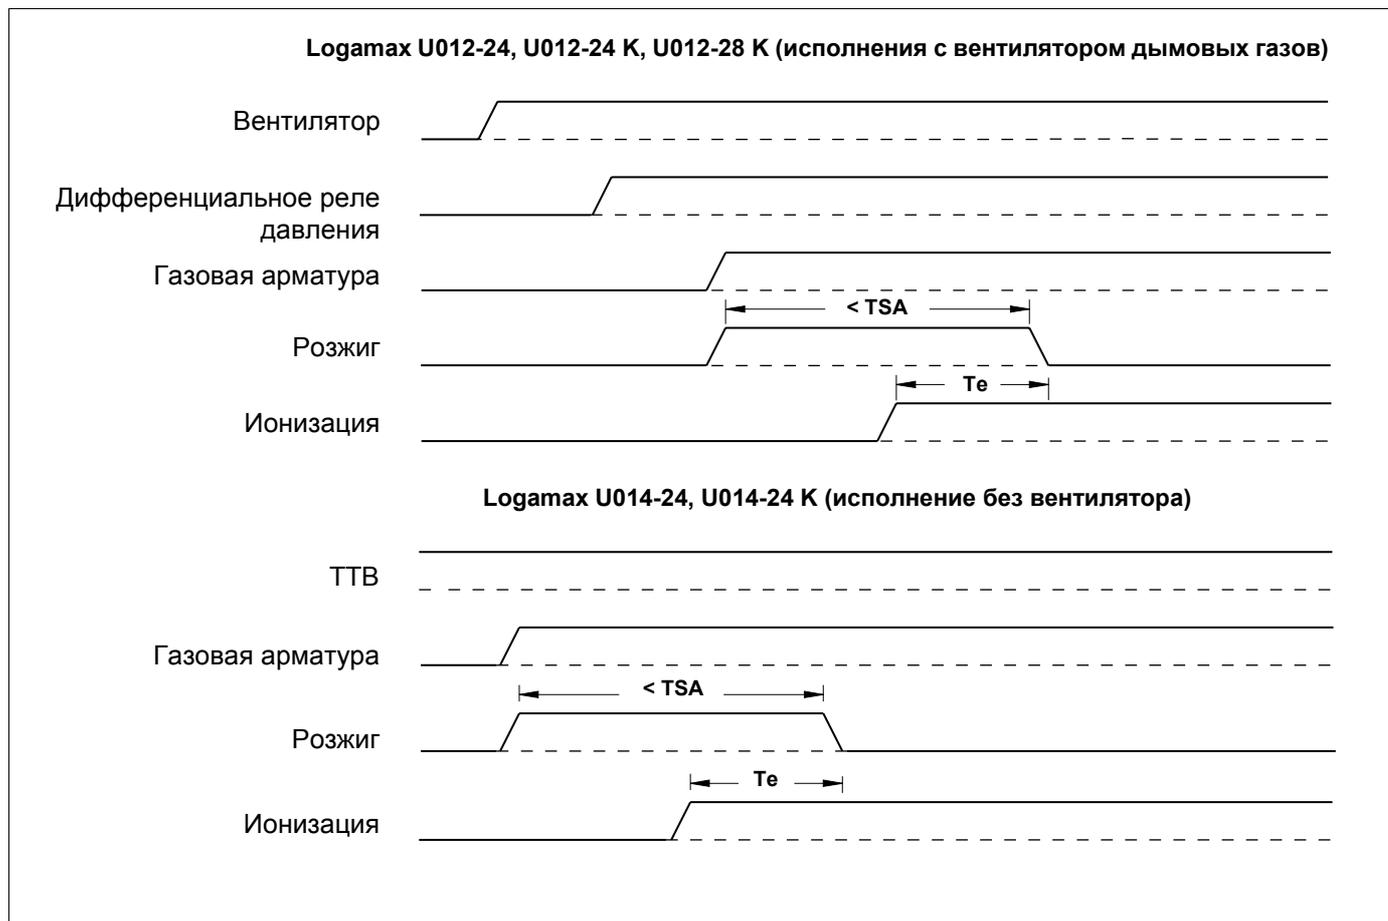 Logamax U012-24, U012-24 K, U012-28 K (исполнения с вентилятором дымовых газов)
Вентилятор
Дифференциальное реле
давления
Газовая арматура
< TSA
Розжиг
Te
Ионизация
Logamax U014-24, U014-24 K (исполнение без вентилятора)
ТТВ
Газовая арматура
< TSA
Розжиг
Te
Ионизация